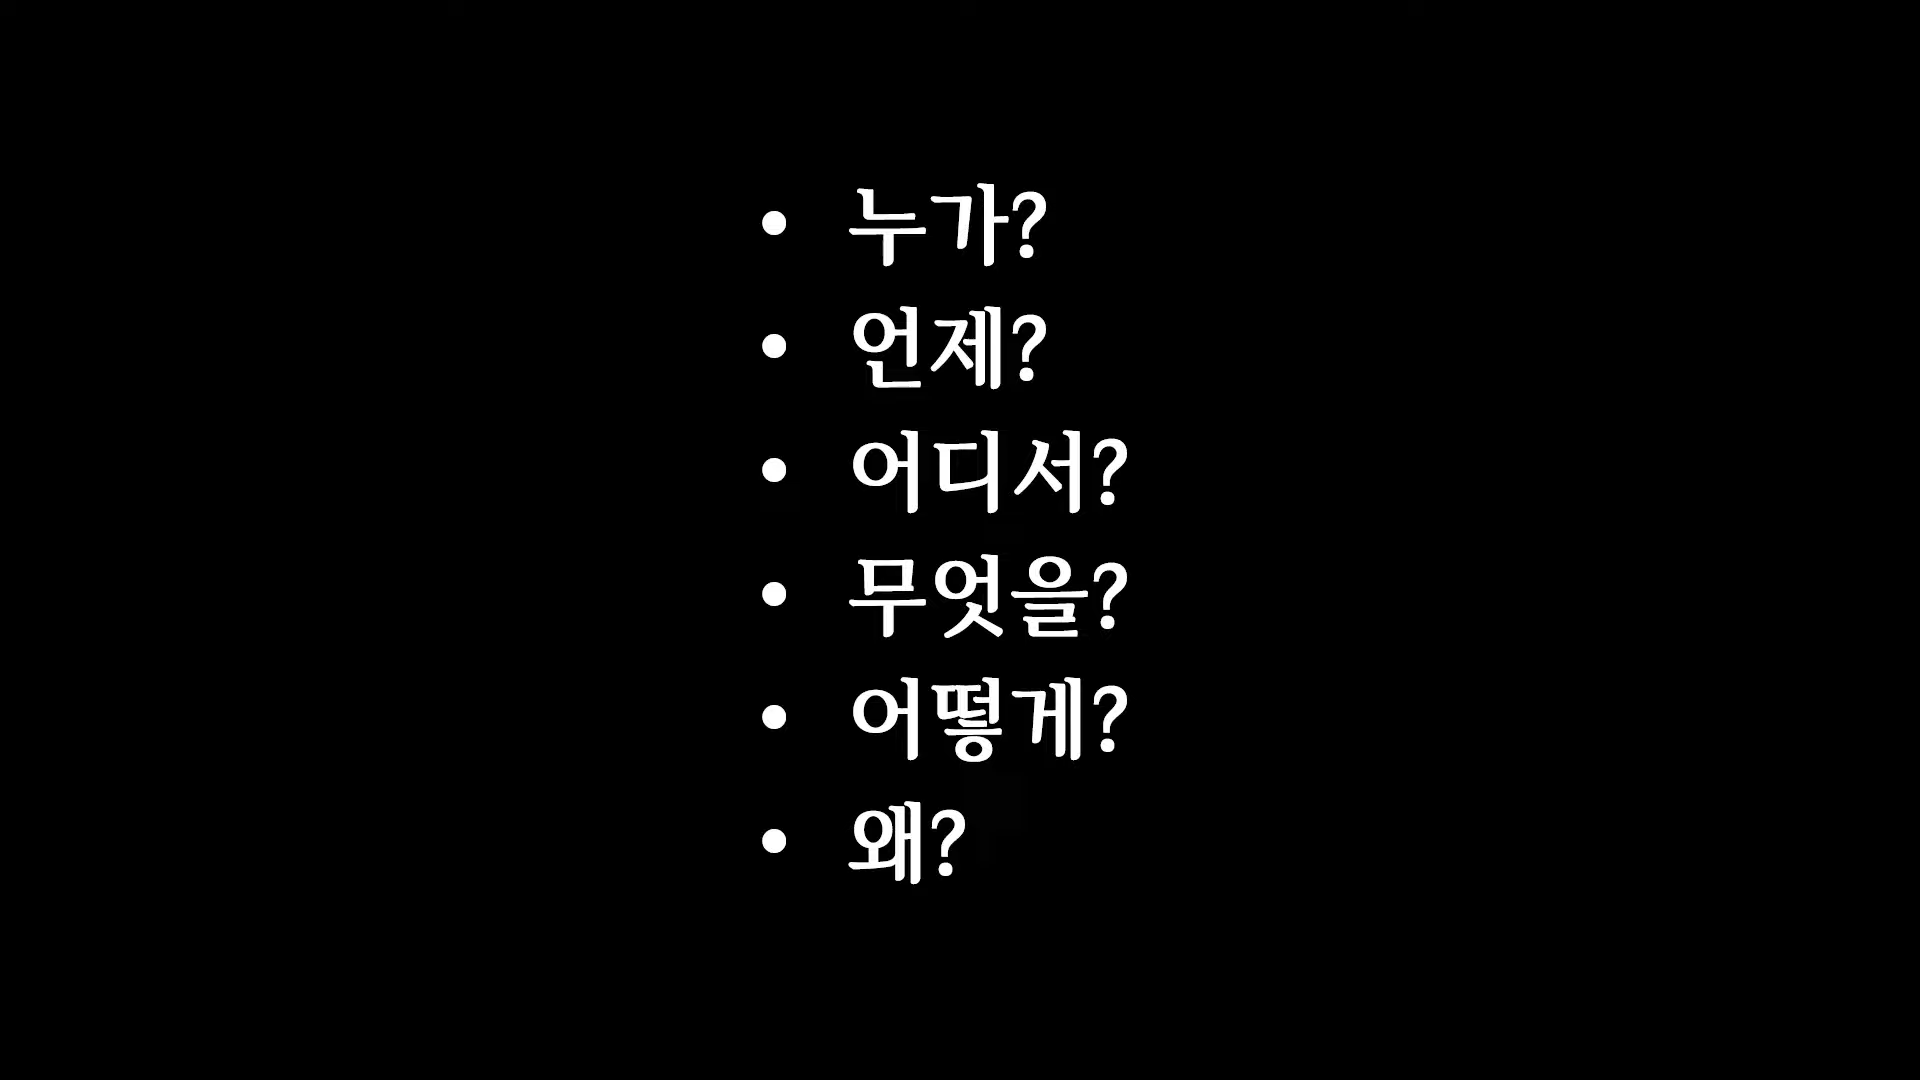 • 누가?
• 언제?
• 어디서?
• 무엇을?
• 어떻게?
• 왜?